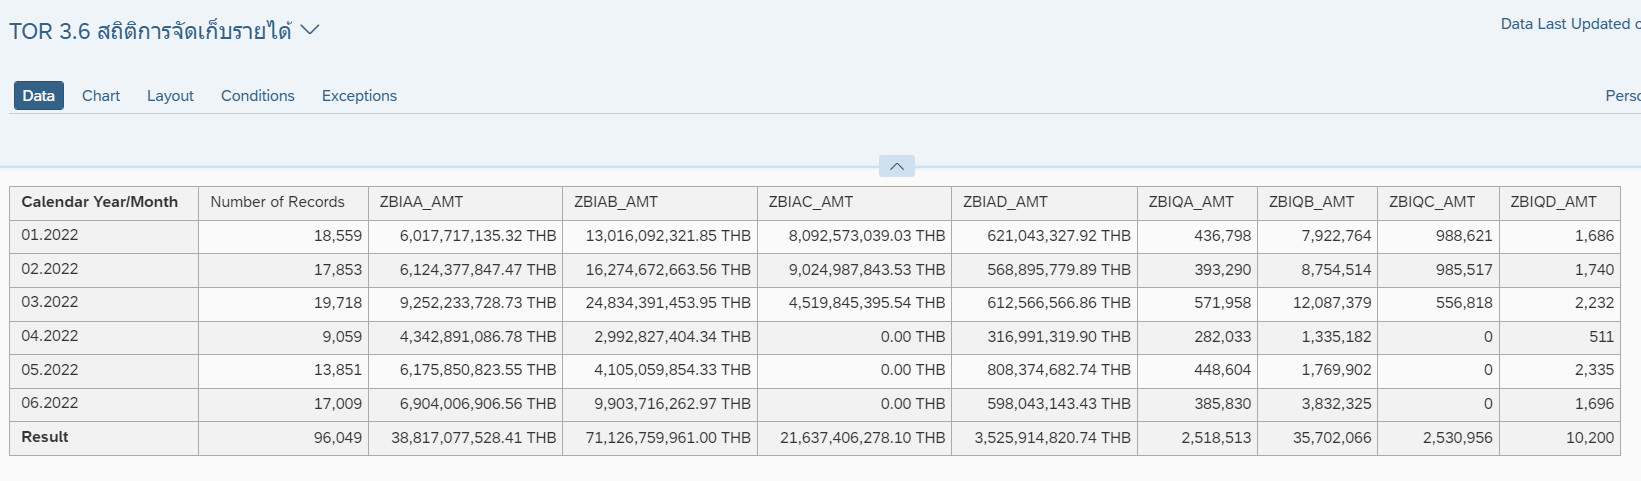 TOR 3.6 สถิติการจัดเก็บรายได้
Data Last Updated
Data Chart Layout Conditions Exceptions
Calendar Year/Month Number of Records ZBIAA_AMT ZBIAB_AMT ZBIAC_AMT ZBIAD_AMT ZBIQA_AMT ZBIQB_AMT ZBIQC_AMT ZBIQD_AMT
01.2022 18,559 6,017,717,135.32 THB 13,016,092,321.85 THB 8,092,573,039.03 THB 621,043,327.92 THB 436,798 7,922,764 988,621 1,686
02.2022 17,853 6,124,377,847.47 THB 16,274,672,663.56 THB 9,024,987,843.53 THB 568,895,779.89 THB 393,290 8,754,514 985,517 1,740
03.2022 19,718 9,252,233,728.73 THB 24,834,391,453.95 THB 4,519,845,395.54 THB 612,566,566.86 THB 571,958 12,087,379 556,818 2,232
04.2022 9,059 4,342,891,086.78 THB 2,992,827,404.34 THB 0.00 THB 316,991,319.90 THB 282,033 1,335,182 0 511
05.2022 13,851 6,175,850,823.55 THB 4,105,059,854.33 THB 0.00 THB 808,374,682.74 THB 448,604 1,769,902 0 2,335
06.2022 17,009 6,904,006,906.56 THB 9,903,716,262.97 THB 0.00 THB 598,043,143.43 THB 385,830 3,832,325 0 1,696
Result 96,049 38,817,077,528.41 THB 71,126,759,961.00 THB 21,637,406,278.10 THB 3,525,914,820.74 THB 2,518,513 35,702,066 2,530,956 10,200